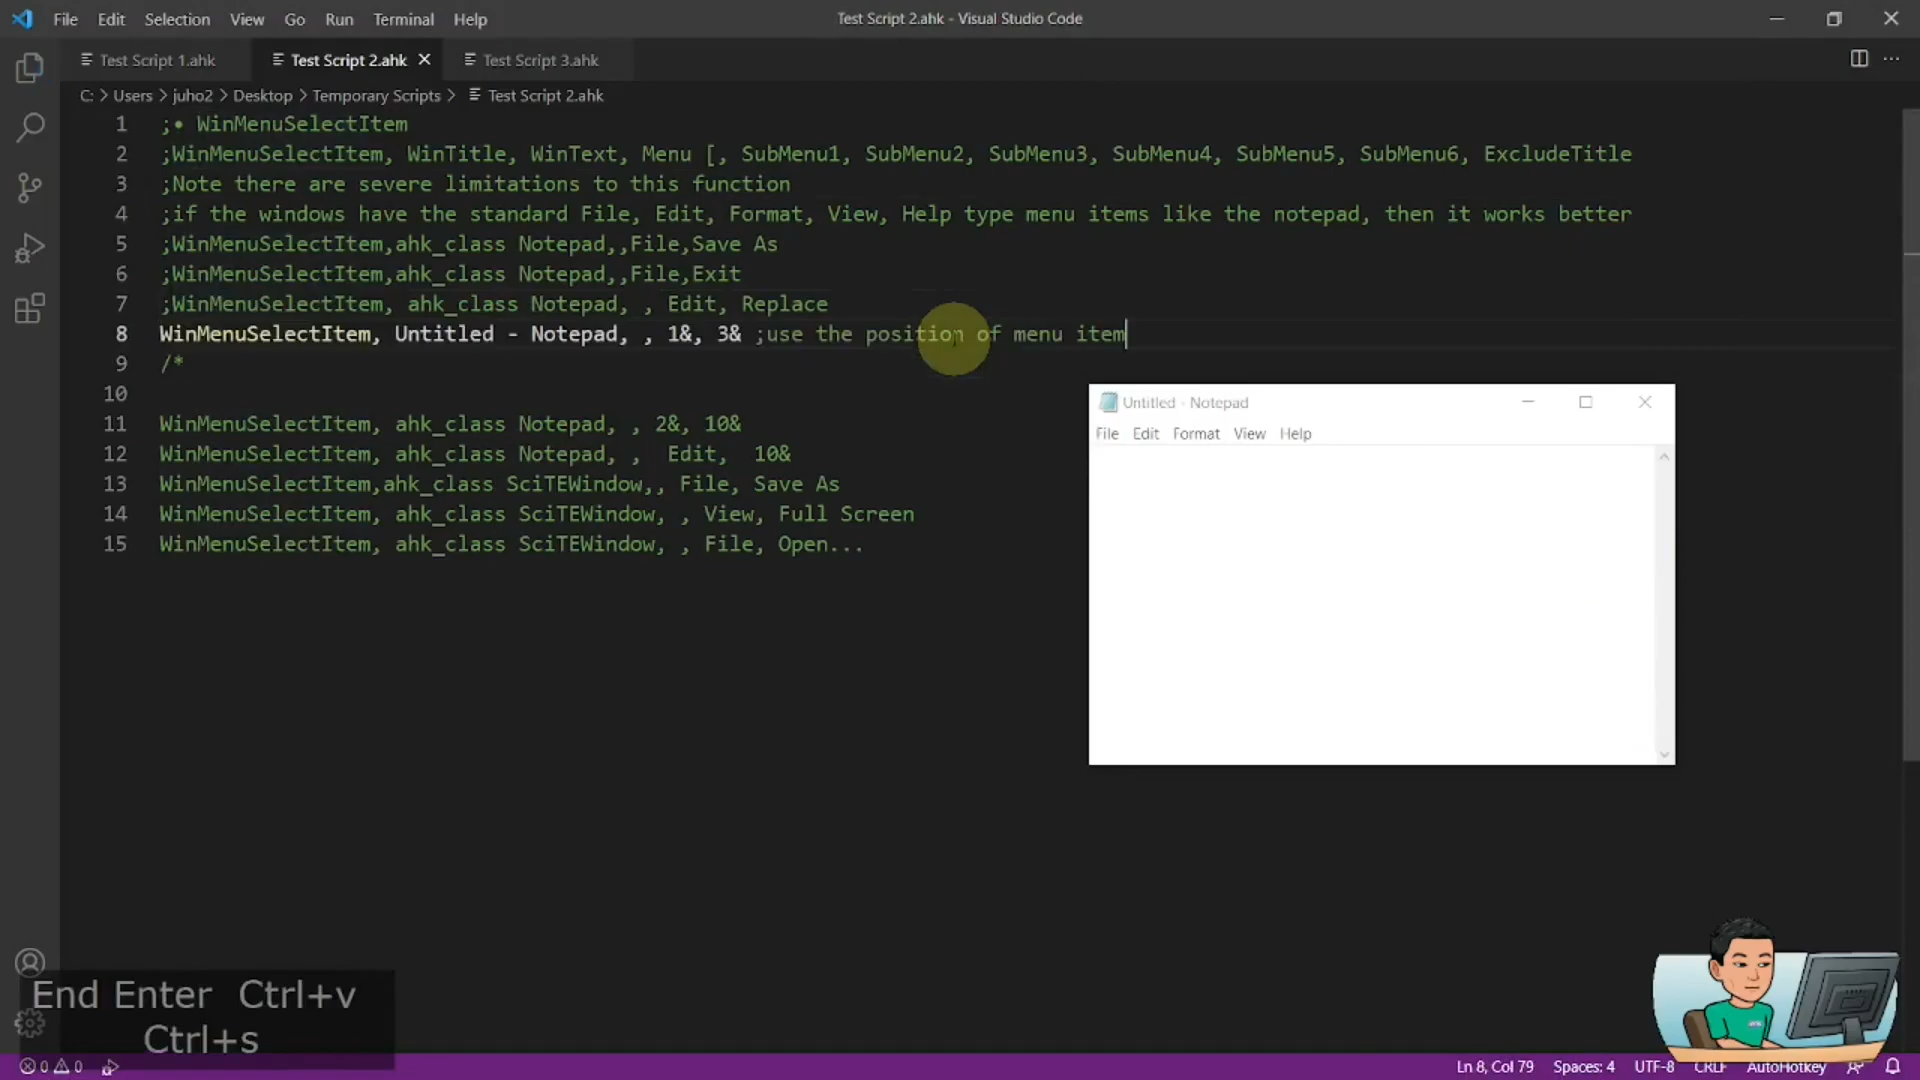 File Edit Selection View Go Run Terminal Help
Test Script 2.ahk - Visual Studio Code
Test Script 1.ahk
Test Script 2.ahk
Test Script 3.ahk
C: > Users > juho2 > Desktop > Temporary Scripts > Test Script 2.ahk
1 ;• WinMenuSelectItem
2 ;WinMenuSelectItem, WinTitle, WinText, Menu [, SubMenu1, SubMenu2, SubMenu3, SubMenu4, SubMenu5, SubMenu6, ExcludeTitle
3 ;Note there are severe limitations to this function
4 ;if the windows have the standard File, Edit, Format, View, Help type menu items like the notepad, then it works better
5 ;WinMenuSelectItem,ahk_class Notepad,,File,Save As
6 ;WinMenuSelectItem,ahk_class Notepad,,File,Exit
7 ;WinMenuSelectItem, ahk_class Notepad, , Edit, Replace
8 WinMenuSelectItem, Untitled - Notepad, , 1&, 3& ;use the position of menu item
9 /*
10
11 WinMenuSelectItem, ahk_class Notepad, , 2&, 10&
12 WinMenuSelectItem, ahk_class Notepad, ,  Edit,  10&
13 WinMenuSelectItem,ahk_class SciTEWindow,, File, Save As
14 WinMenuSelectItem, ahk_class SciTEWindow, , View, Full Screen
15 WinMenuSelectItem, ahk_class SciTEWindow, , File, Open...
Untitled - Notepad
File Edit Format View Help
End Enter Ctrl+v
Ctrl+s
0 0
Ln 8, Col 79 Spaces: 4 UTF-8 CRLF AutoHotkey